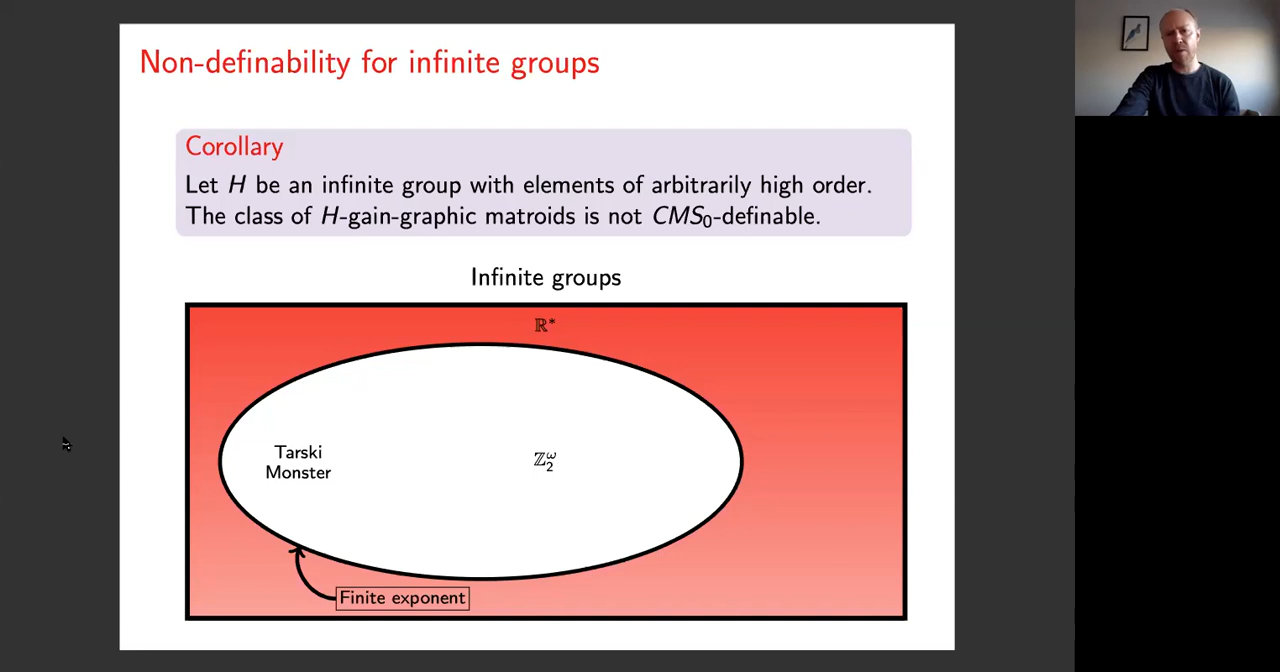 Non-definability for infinite groups
Corollary
Let H be an infinite group with elements of arbitrarily high order.
The class of H-gain-graphic matroids is not CMS₀-definable.
Infinite groups
ℝ*
Tarski
Monster
ℤ₂^ω
Finite exponent